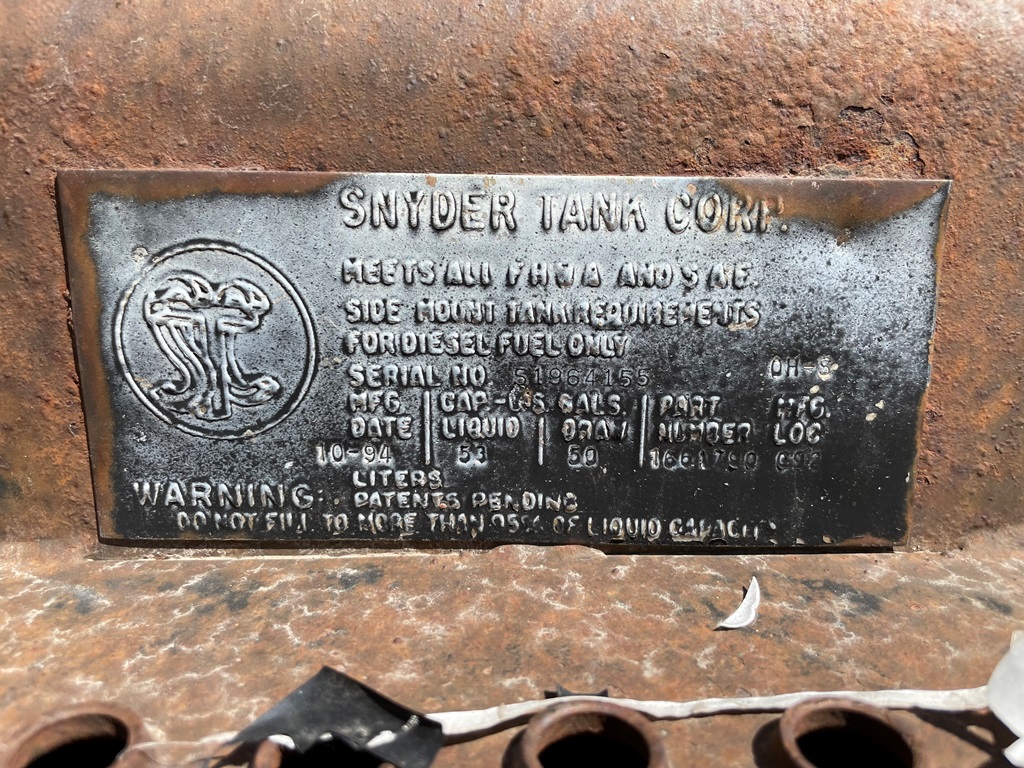 SNYDER TANK CORP.
MEETS ALL FHWA AND S.A.E.
SIDE MOUNT TANK REQUIREMENTS
FOR DIESEL FUEL ONLY
OH-S
SERIAL NO. 51964155
MFG. CAP.-U.S. GALS. PART MFG.
DATE LIQUID DRAW NUMBER LOC
10-94 53 50
LITERS
WARNING: PATENTS PENDING
DO NOT FILL TO MORE THAN 95% OF LIQUID CAPACITY